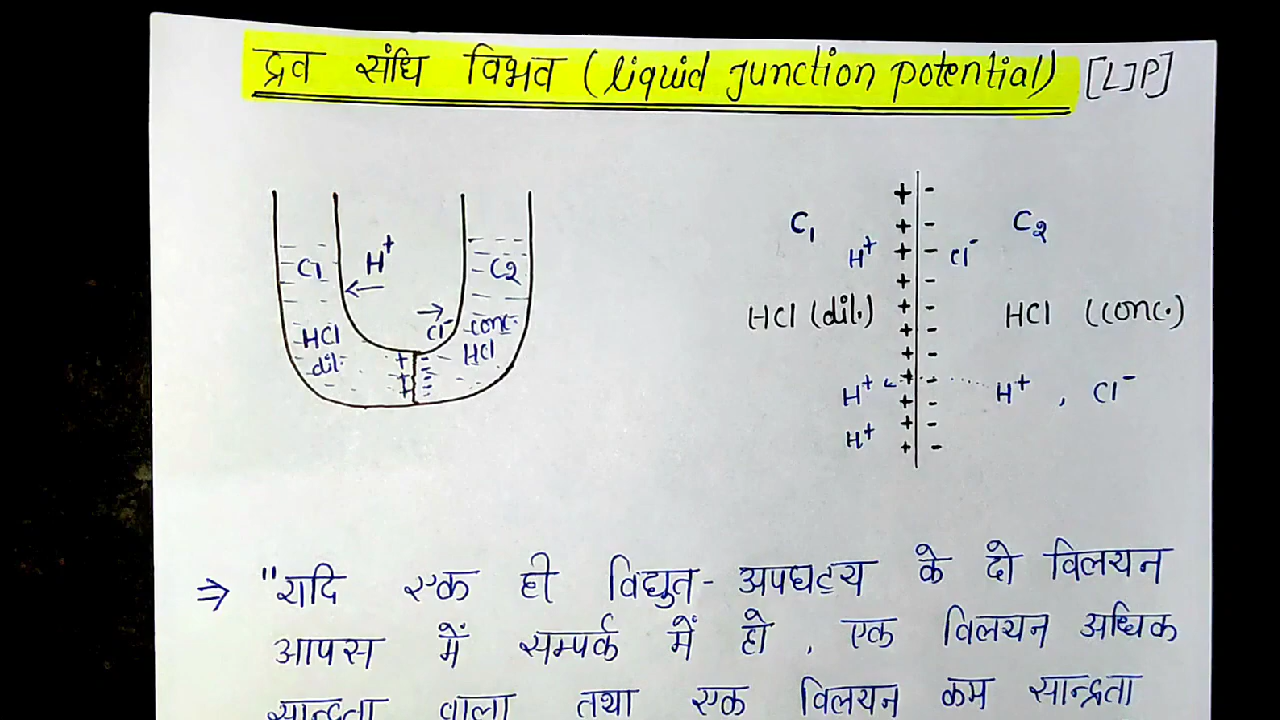 द्रव संधि विभव (liquid junction potential) [LJP]
C1 H+ C2
HCl Cl- conc.
dil. HCl
C1 C2
H+ Cl-
HCl (dil.) HCl (conc.)
H+ H+ , Cl-
H+
⇒ "यदि एक ही विद्युत-अपघट्य के दो विलयन
आपस में सम्पर्क में हो , एक विलयन अधिक
सान्द्रता वाला तथा एक विलयन कम सान्द्रता